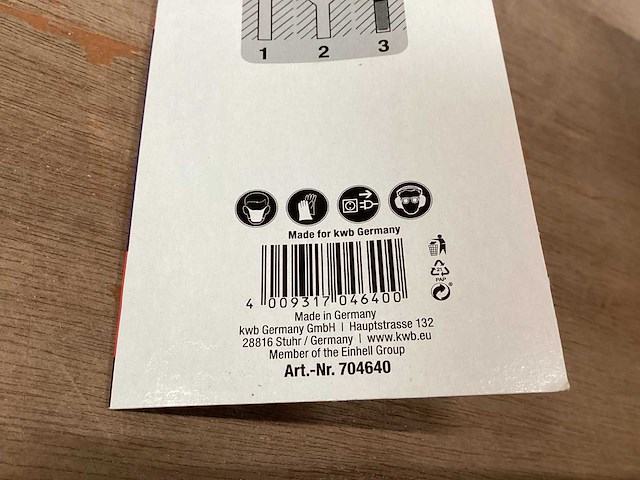 1 2 3
Made for kwb Germany
4 009317 046400
PAP
Made in Germany
kwb Germany GmbH | Hauptstrasse 132
28816 Stuhr / Germany | www.kwb.eu
Member of the Einhell Group
Art.-Nr. 704640